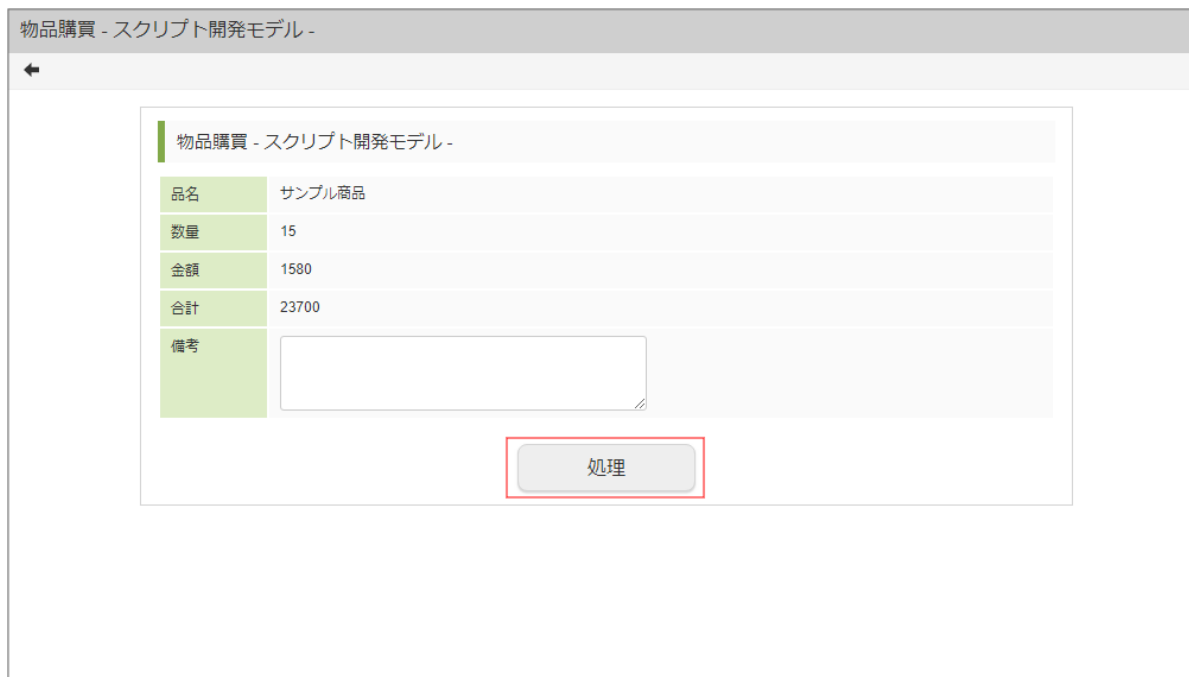 物品購買 - スクリプト開発モデル -
物品購買 - スクリプト開発モデル -
品名 サンプル商品
数量 15
金額 1580
合計 23700
備考
処理